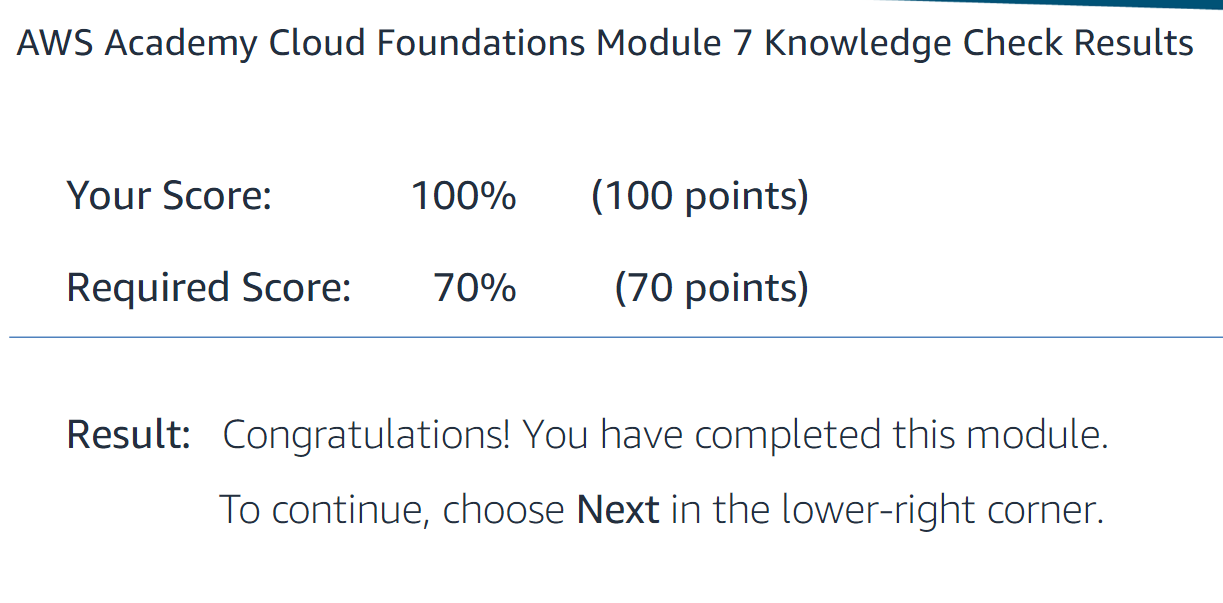 AWS Academy Cloud Foundations Module 7 Knowledge Check Results
Your Score: 100% (100 points)
Required Score: 70% (70 points)
Result: Congratulations! You have completed this module.
To continue, choose Next in the lower-right corner.